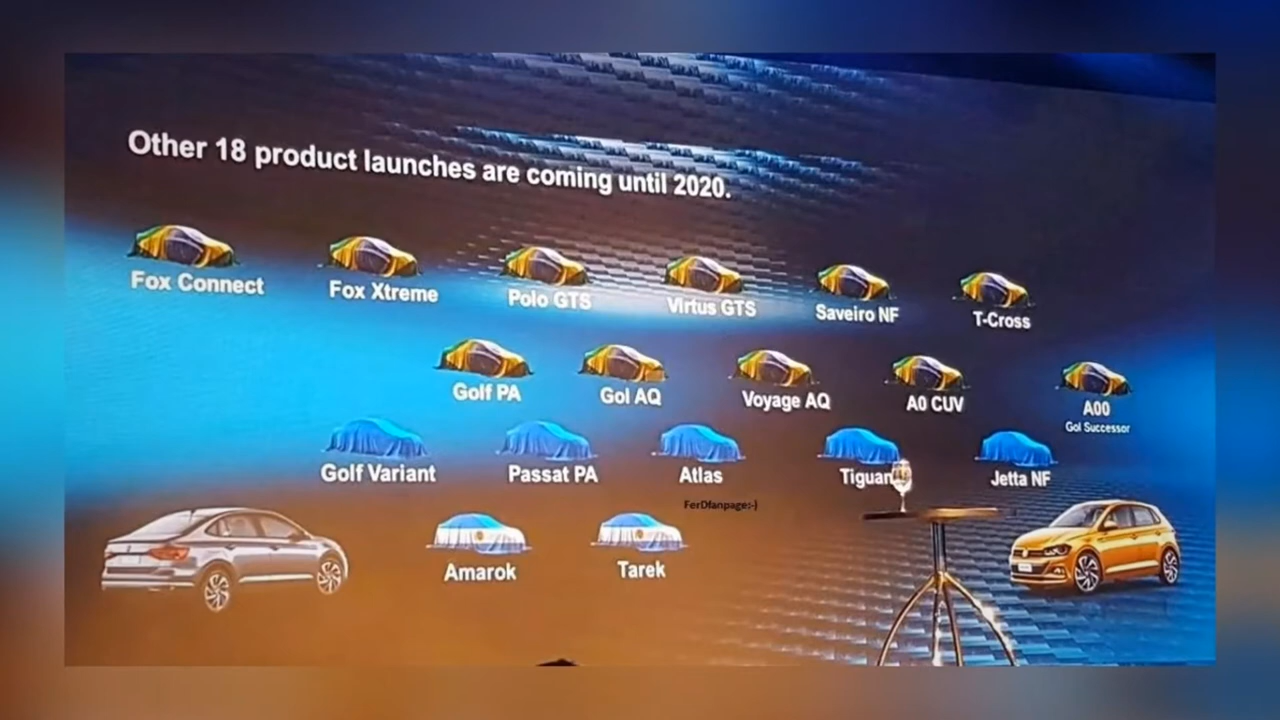 Other 18 product launches are coming until 2020.
Fox Connect
Fox Xtreme
Polo GTS
Virtus GTS
Saveiro NF
T-Cross
Golf PA
Gol AQ
Voyage AQ
A0 CUV
A00
Gol Successor
Golf Variant
Passat PA
Atlas
Tiguan
Jetta NF
FerDfanpage:-)
Amarok
Tarek